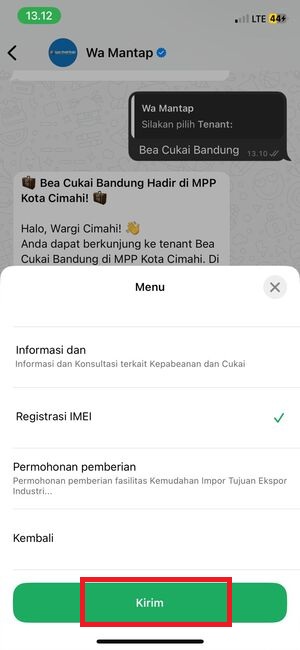 13.12
LTE 44
Wa Mantap
Wa Mantap
Silakan pilih Tenant:
Bea Cukai Bandung 13.10
Bea Cukai Bandung Hadir di MPP
Kota Cimahi!
Halo, Wargi Cimahi! 👋
Anda dapat berkunjung ke tenant Bea
Cukai Bandung di MPP Kota Cimahi. Di
Menu
Informasi dan
Informasi dan Konsultasi terkait Kepabeanan dan Cukai
Registrasi IMEI
Permohonan pemberian
Permohonan pemberian fasilitas Kemudahan Impor Tujuan Ekspor
Industri...
Kembali
Kirim